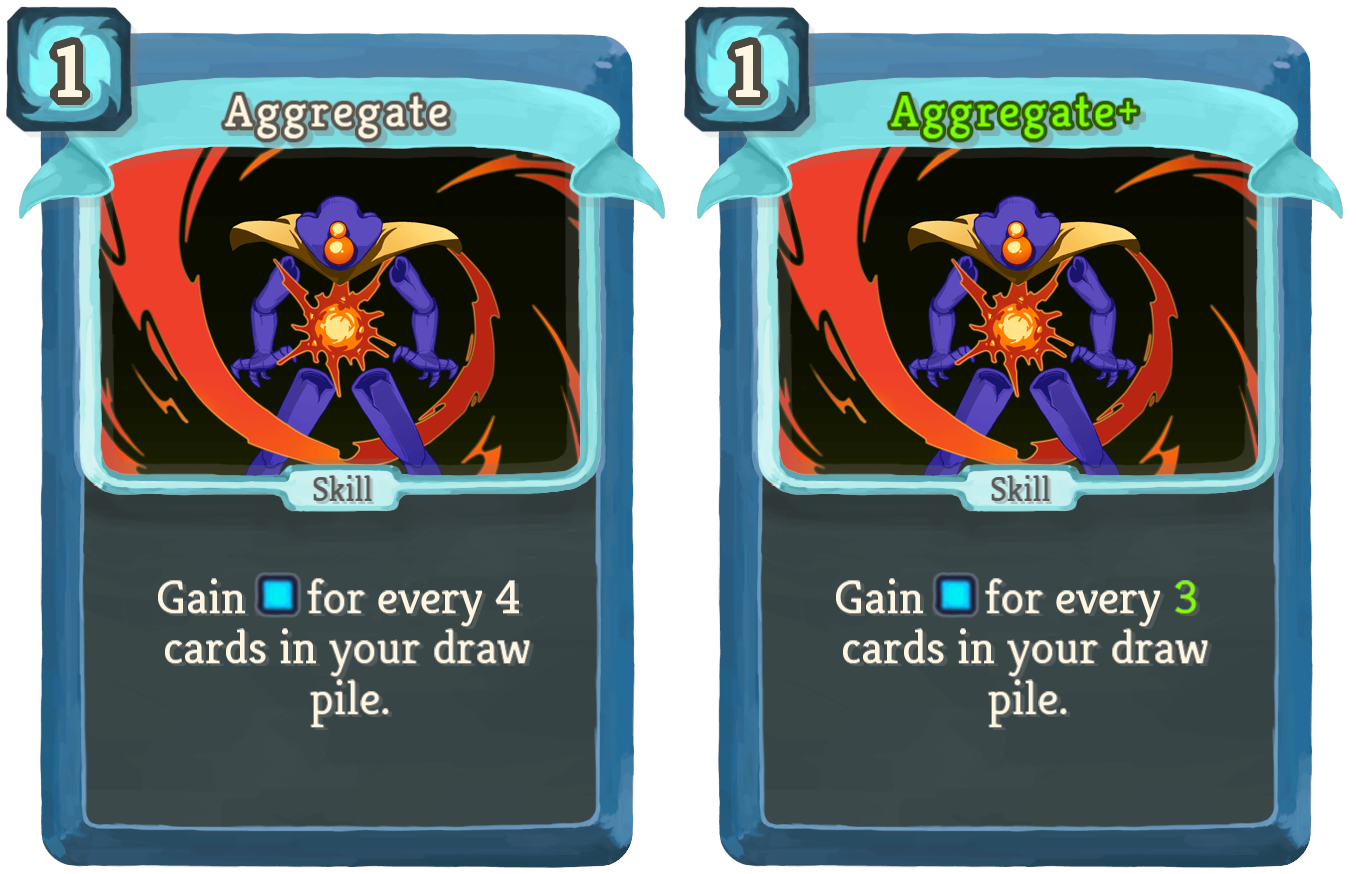 1
Aggregate
Skill
Gain for every 4
cards in your draw
pile.
1
Aggregate+
Skill
Gain for every 3
cards in your draw
pile.